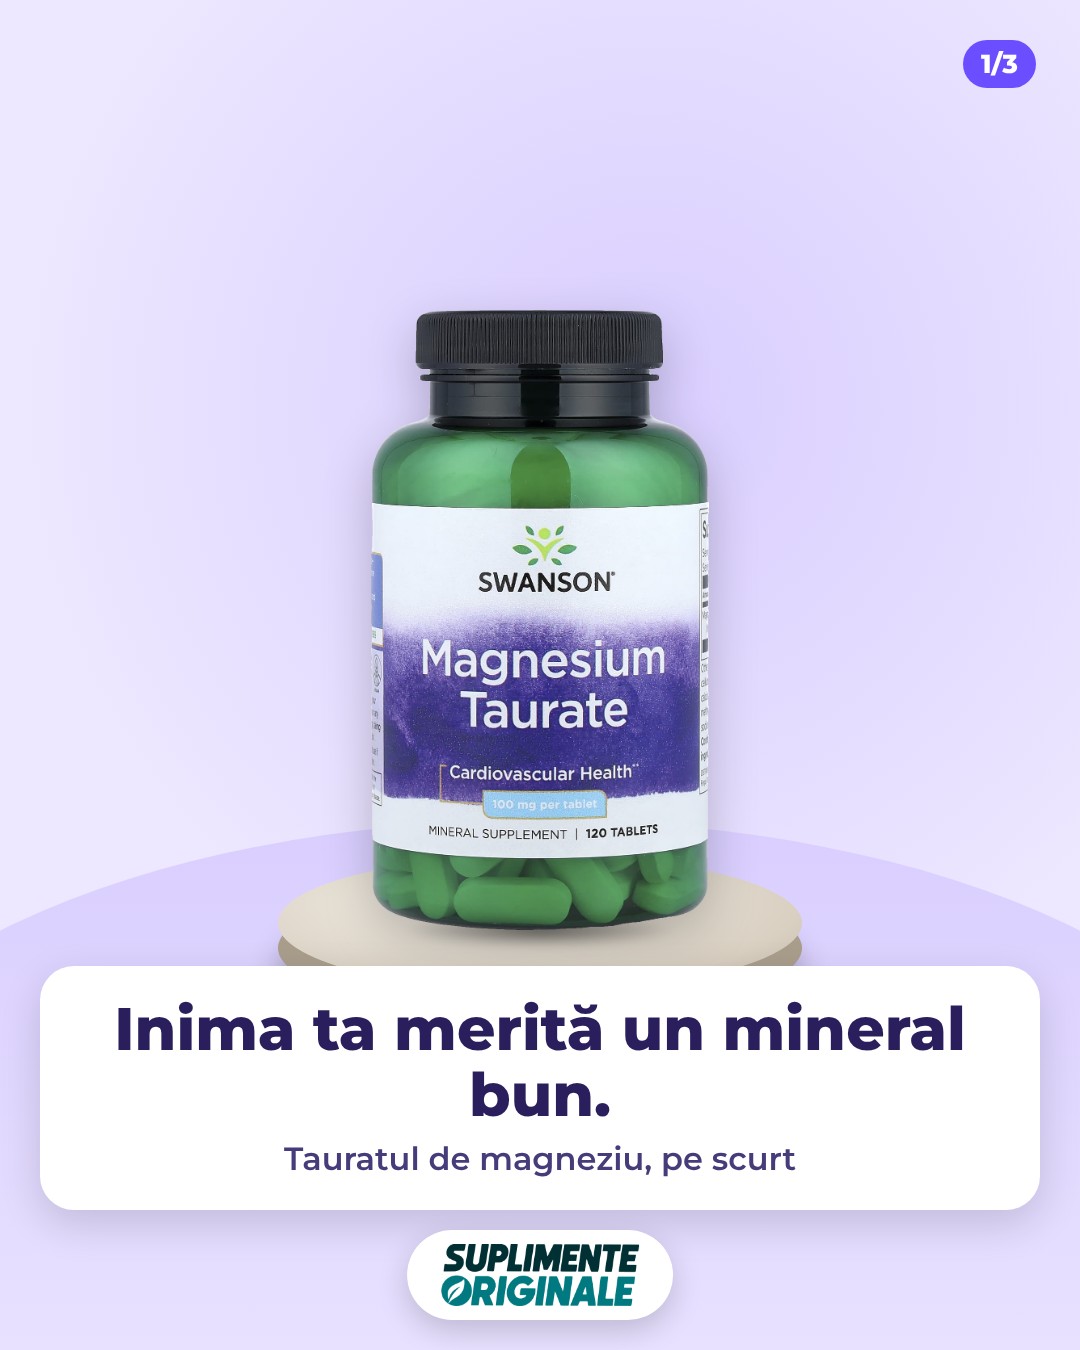 1/3
SWANSON®
Magnesium
Taurate
Cardiovascular Health
100 mg per tablet
MINERAL SUPPLEMENT | 120 TABLETS
Inima ta merită un mineral
bun.
Tauratul de magneziu, pe scurt
SUPLIMENTE
ORIGINALE